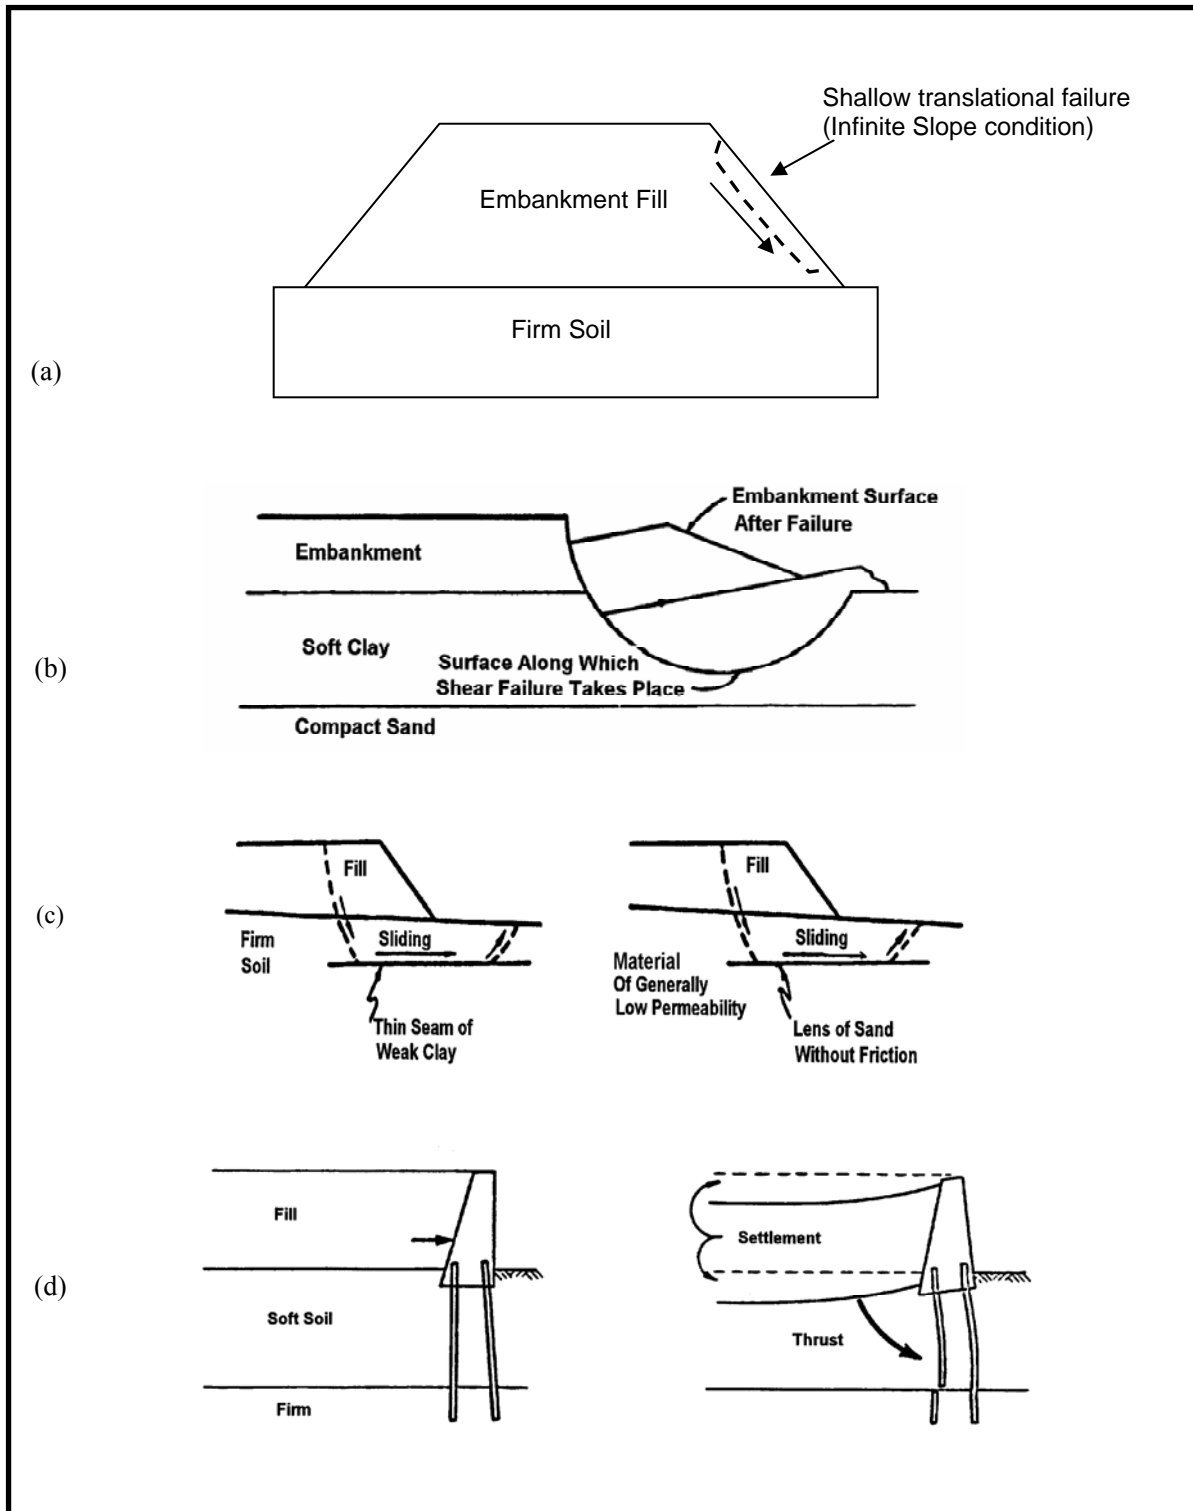 Shallow translational failure
(Infinite Slope condition)
Embankment Fill
Firm Soil
(a)
Embankment Surface
After Failure
Embankment
Soft Clay
Surface Along Which
Shear Failure Takes Place
(b)
Compact Sand
Fill
Firm
Soil
Sliding
Thin Seam of
Weak Clay
(c)
Fill
Sliding
Material
Of Generally
Low Permeability
Lens of Sand
Without Friction
Fill
Soft Soil
Firm
(d)
Settlement
Thrust